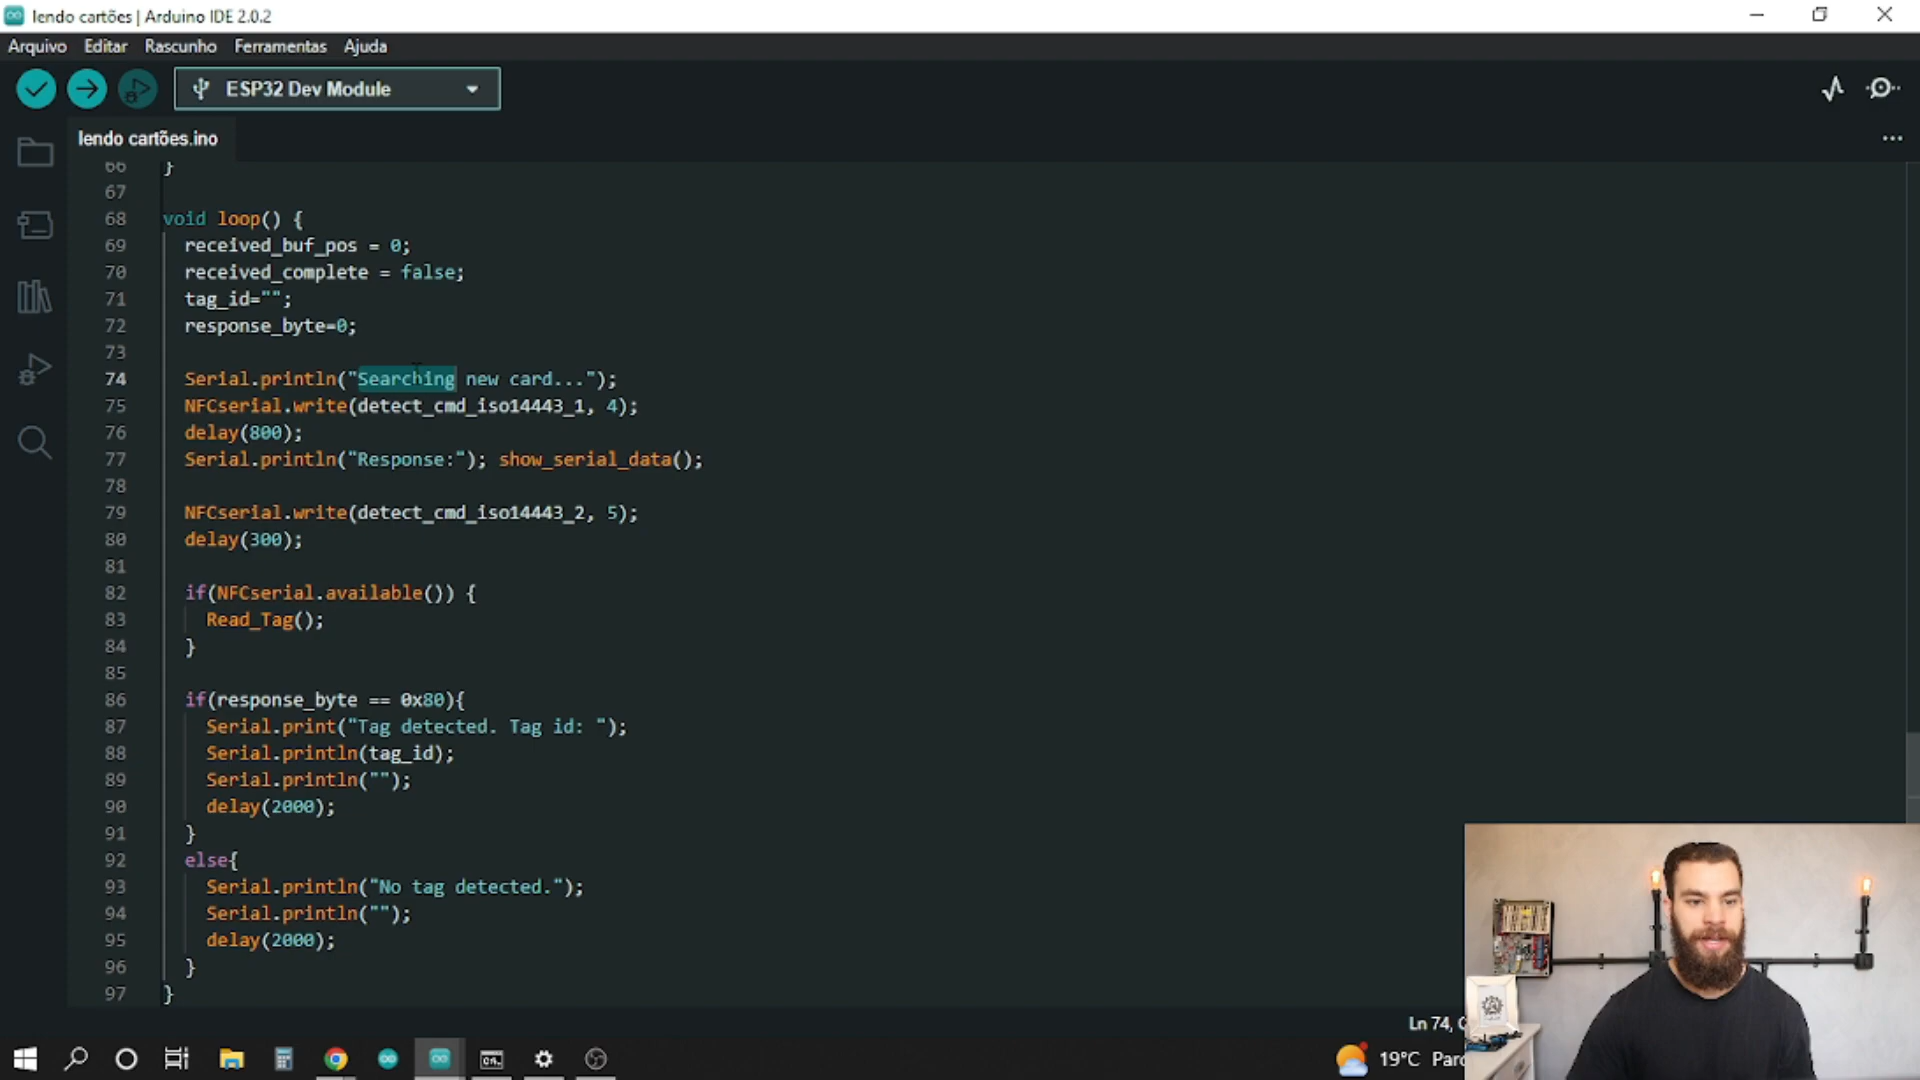 lendo cartões | Arduino IDE 2.0.2
Arquivo Editar Rascunho Ferramentas Ajuda
ESP32 Dev Module
lendo cartões.ino
66 }
67
68 void loop() {
69 received_buf_pos = 0;
70 received_complete = false;
71 tag_id="";
72 response_byte=0;
73
74 Serial.println("Searching new card...");
75 NFCserial.write(detect_cmd_iso14443_1, 4);
76 delay(800);
77 Serial.println("Response:"); show_serial_data();
78
79 NFCserial.write(detect_cmd_iso14443_2, 5);
80 delay(300);
81
82 if(NFCserial.available()) {
83 Read_Tag();
84 }
85
86 if(response_byte == 0x80){
87 Serial.print("Tag detected. Tag id: ");
88 Serial.println(tag_id);
89 Serial.println("");
90 delay(2000);
91 }
92 else{
93 Serial.println("No tag detected.");
94 Serial.println("");
95 delay(2000);
96 }
97 }
Ln 74,
19°C